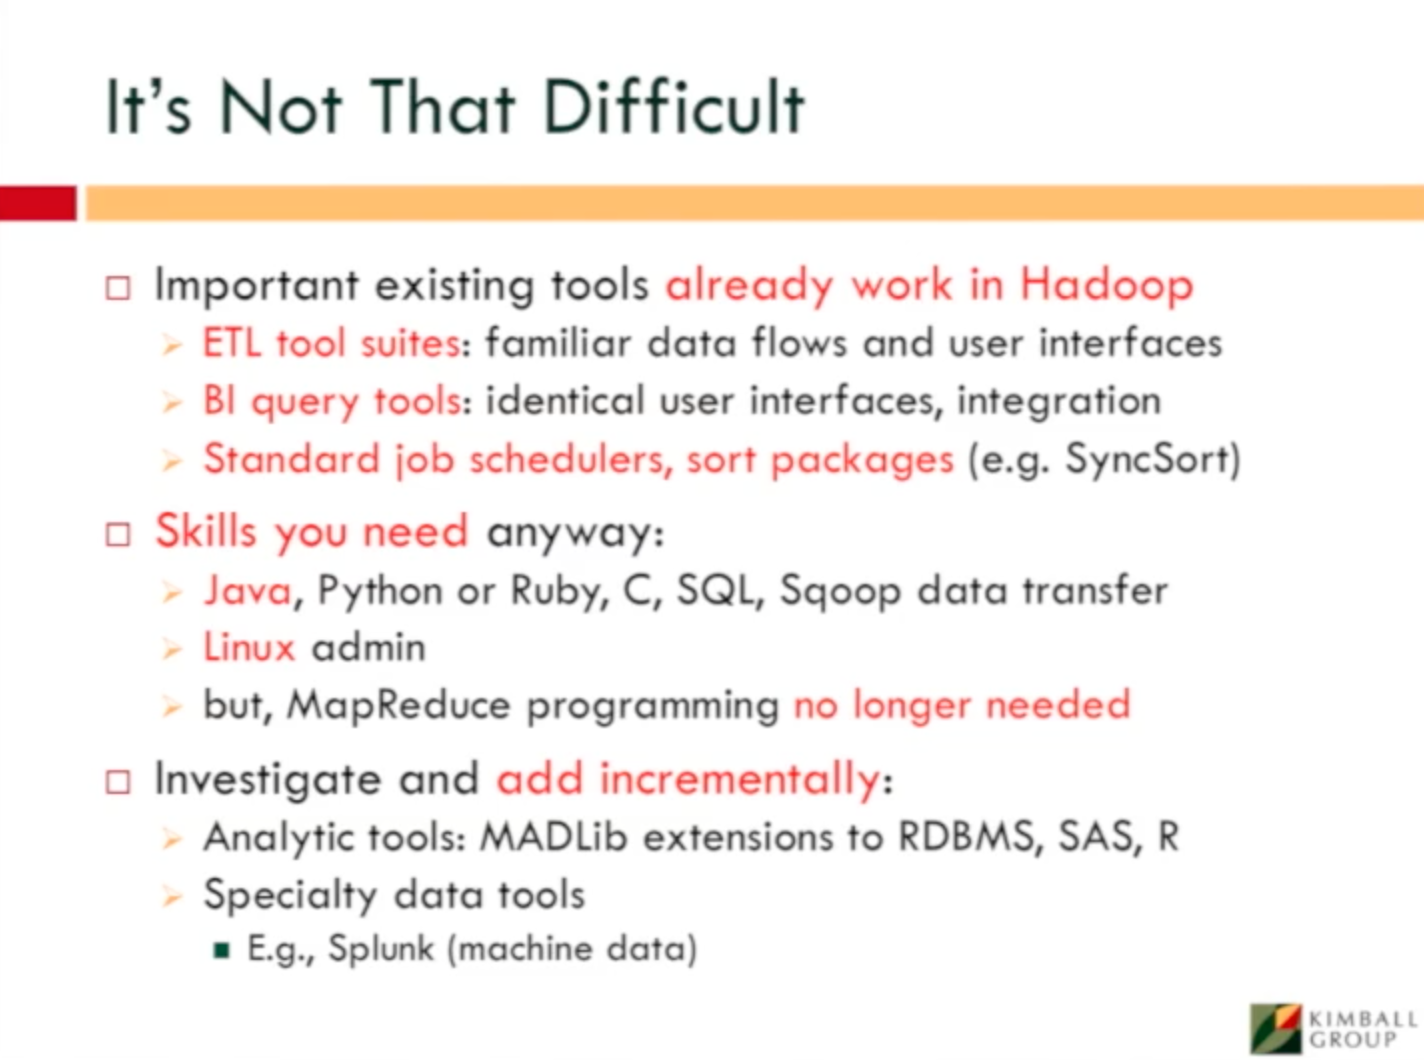 It's Not That Difficult
Important existing tools already work in Hadoop
ETL tool suites: familiar data flows and user interfaces
BI query tools: identical user interfaces, integration
Standard job schedulers, sort packages (e.g. SyncSort)
Skills you need anyway:
Java, Python or Ruby, C, SQL, Sqoop data transfer
Linux admin
but, MapReduce programming no longer needed
Investigate and add incrementally:
Analytic tools: MADLib extensions to RDBMS, SAS, R
Specialty data tools
E.g., Splunk (machine data)
KIMBALL
GROUP